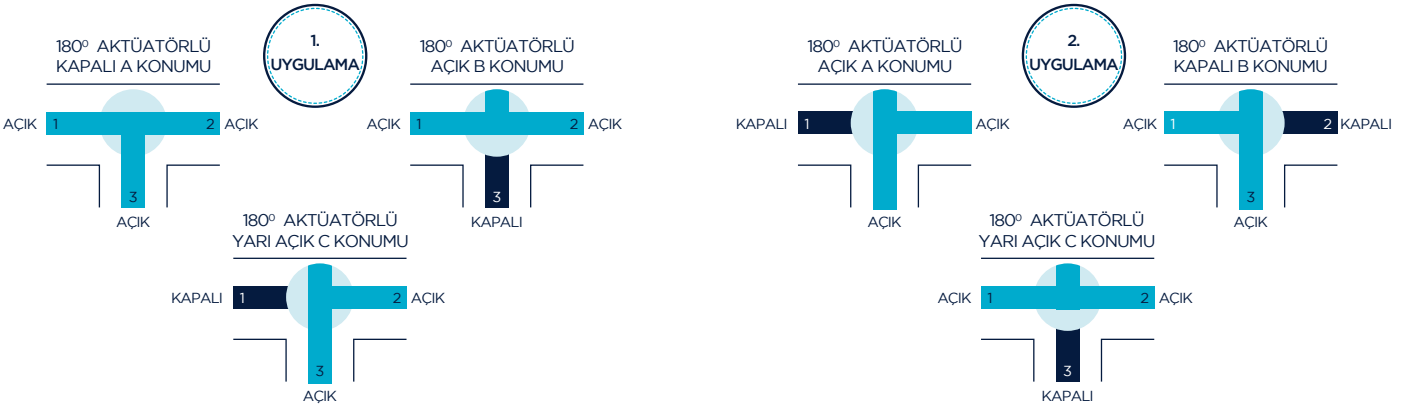 1.
UYGULAMA
180⁰ AKTÜATÖRLÜ
KAPALI A KONUMU
AÇIK
1
2
AÇIK
3
AÇIK
180⁰ AKTÜATÖRLÜ
AÇIK B KONUMU
AÇIK
1
2
AÇIK
3
KAPALI
180⁰ AKTÜATÖRLÜ
YARI AÇIK C KONUMU
KAPALI
1
2
AÇIK
3
AÇIK
2.
UYGULAMA
180⁰ AKTÜATÖRLÜ
AÇIK A KONUMU
KAPALI
1
AÇIK
AÇIK
180⁰ AKTÜATÖRLÜ
KAPALI B KONUMU
AÇIK
1
2
KAPALI
3
AÇIK
180⁰ AKTÜATÖRLÜ
YARI AÇIK C KONUMU
AÇIK
1
2
AÇIK
3
KAPALI